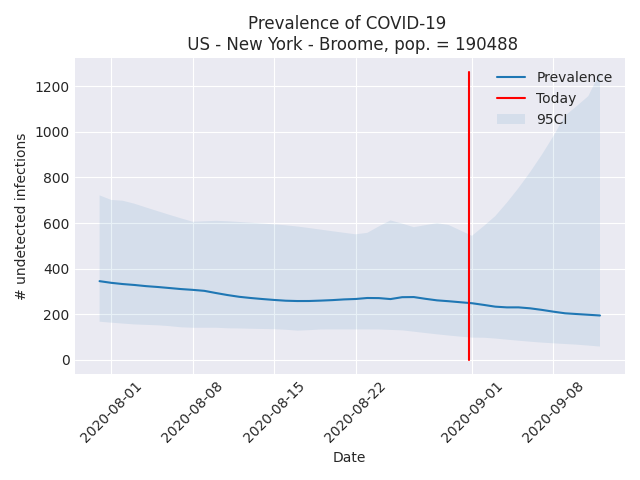 Prevalence of COVID-19
US - New York - Broome, pop. = 190488
Prevalence
Today
95CI
# undetected infections
1200
1000
800
600
400
200
0
2020-08-01
2020-08-08
2020-08-15
2020-08-22
2020-09-01
2020-09-08
Date